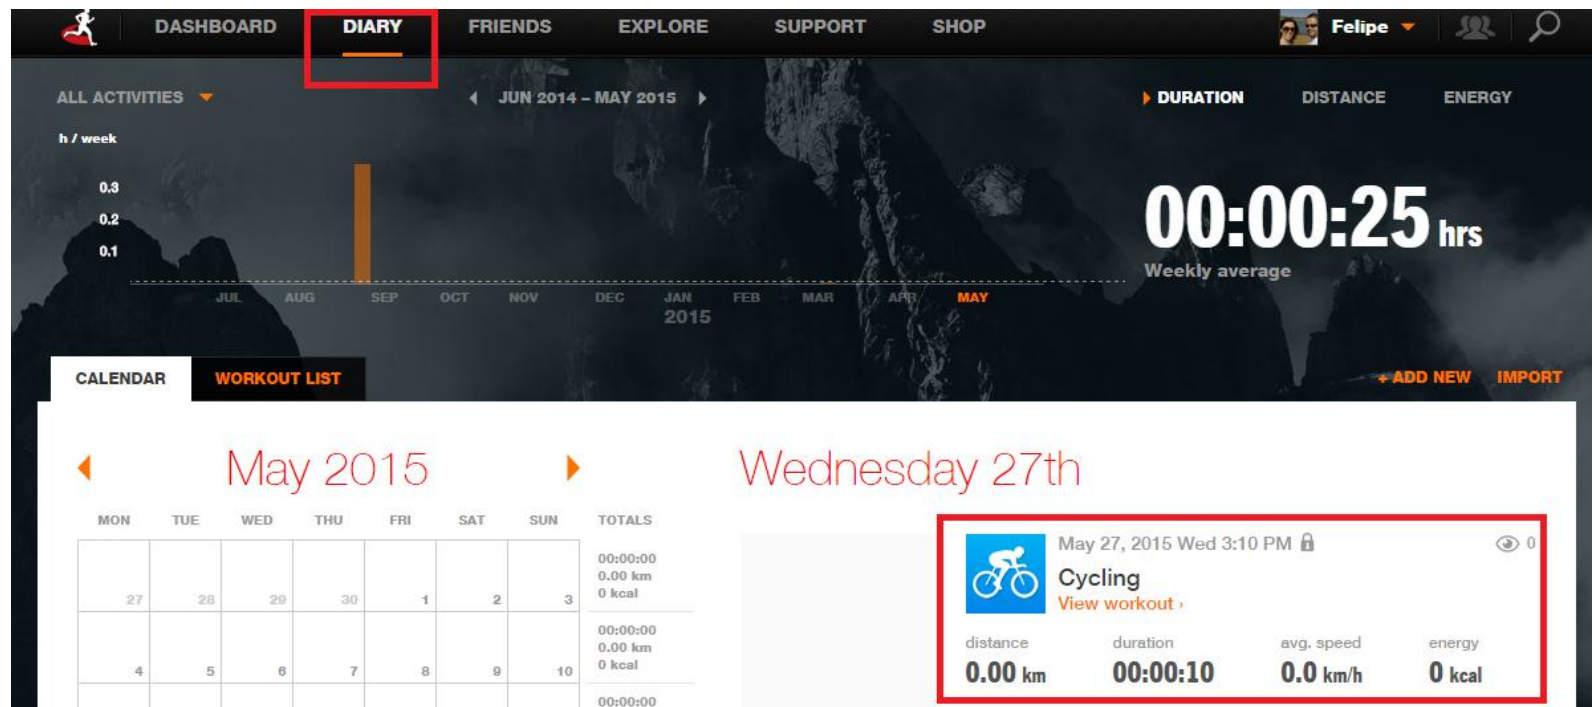 DASHBOARD DIARY FRIENDS EXPLORE SUPPORT SHOP Felipe
ALL ACTIVITIES JUN 2014 – MAY 2015 DURATION DISTANCE ENERGY
h / week
0.3
0.2
0.1
00:00:25 hrs
Weekly average
JUL AUG SEP OCT NOV DEC JAN FEB MAR APR MAY
2015
CALENDAR WORKOUT LIST + ADD NEW IMPORT
May 2015
MON TUE WED THU FRI SAT SUN TOTALS
00:00:00
0.00 km
0 kcal
27 28 29 30 1 2 3
00:00:00
0.00 km
0 kcal
4 5 6 7 8 9 10
00:00:00
Wednesday 27th
May 27, 2015 Wed 3:10 PM 0
Cycling
View workout ›
distance duration avg. speed energy
0.00 km 00:00:10 0.0 km/h 0 kcal